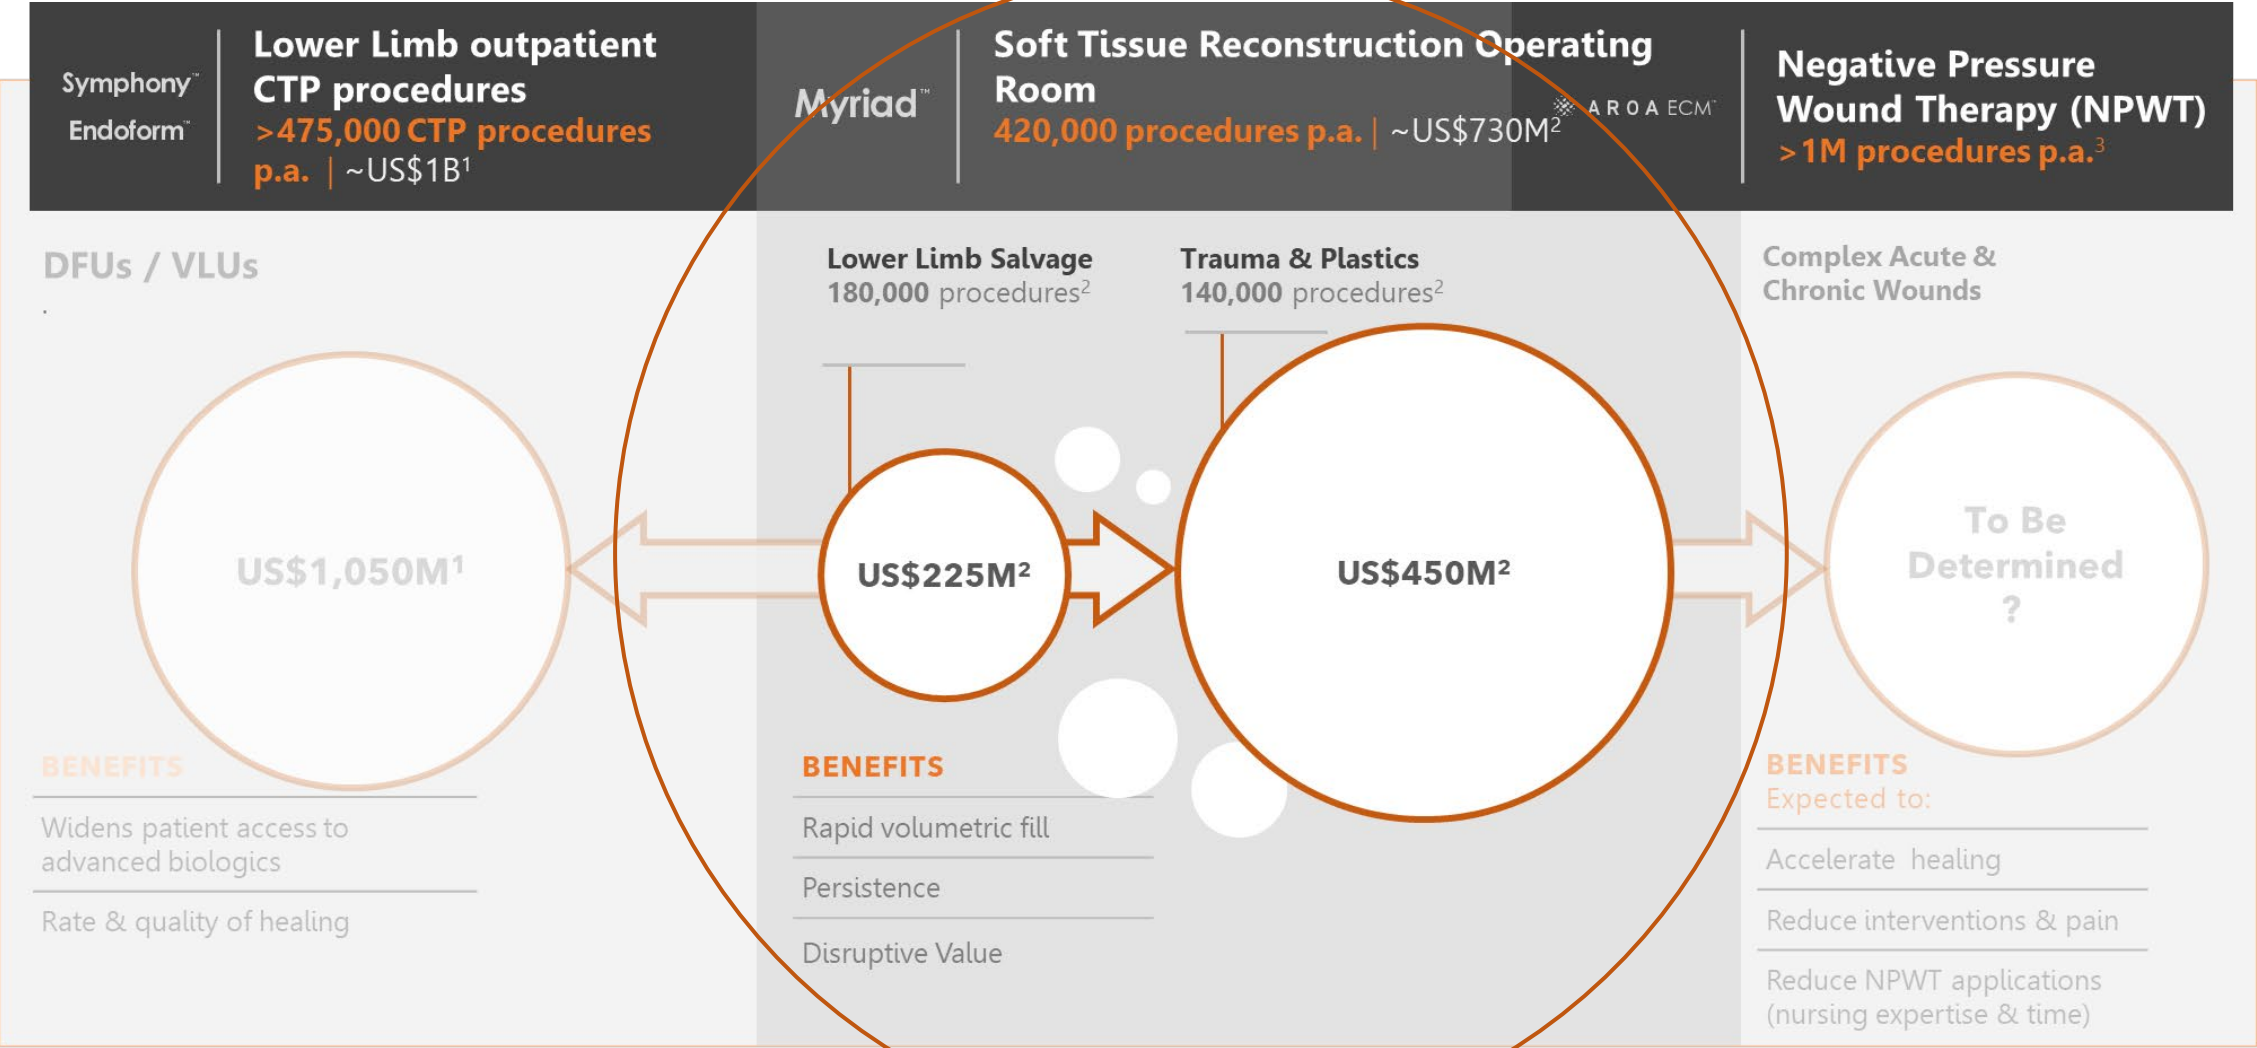 Symphony™
Endoform™
Lower Limb outpatient
CTP procedures
>475,000 CTP procedures
p.a. | ~US$1B¹
Myriad™
Soft Tissue Reconstruction Operating
Room
420,000 procedures p.a. | ~US$730M²
AROA ECM™
Negative Pressure
Wound Therapy (NPWT)
>1M procedures p.a.³
DFUs / VLUs
.
US$1,050M¹
BENEFITS
Widens patient access to
advanced biologics
Rate & quality of healing
Lower Limb Salvage
180,000 procedures²
Trauma & Plastics
140,000 procedures²
US$225M²
US$450M²
BENEFITS
Rapid volumetric fill
Persistence
Disruptive Value
Complex Acute &
Chronic Wounds
To Be
Determined
?
BENEFITS
Expected to:
Accelerate healing
Reduce interventions & pain
Reduce NPWT applications
(nursing expertise & time)